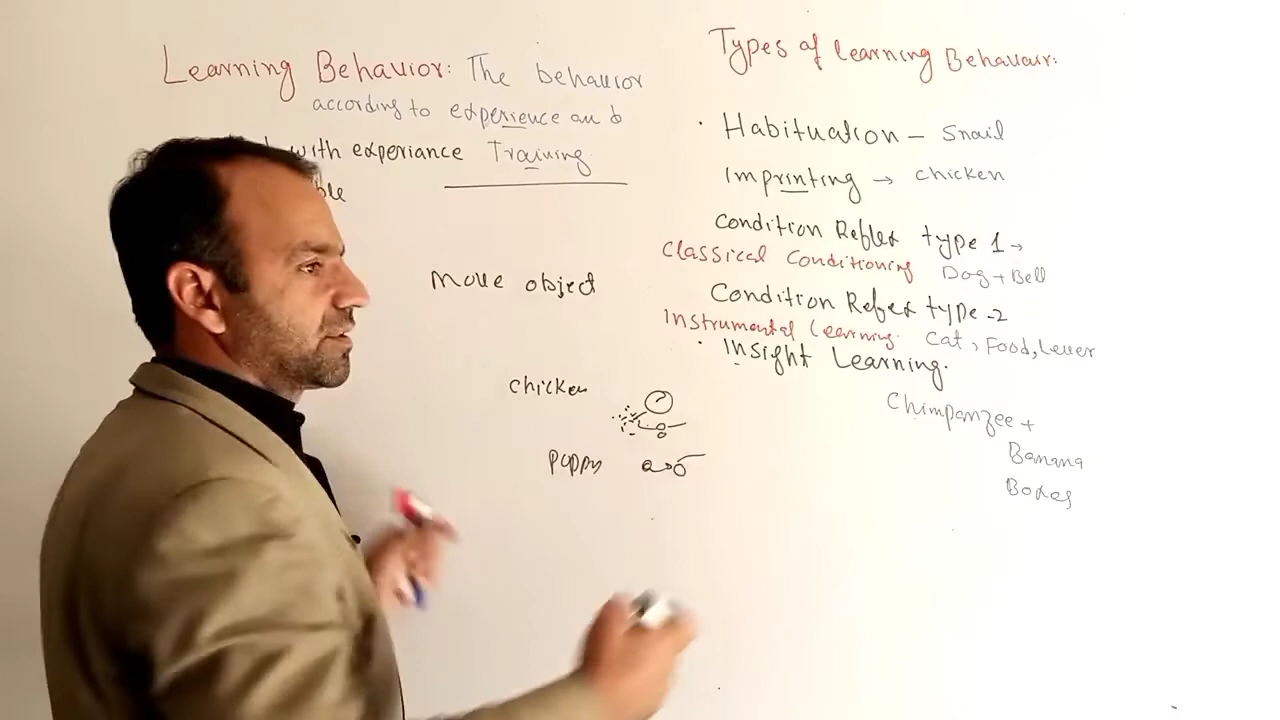 Learning Behavior: The behavior
according to experience and
with experiance Training
ble
Move object
chicken
puppy
Types of learning Behaviour:
· Habituation – Snail
Imprinting → chicken
Condition Reflex type 1 →
Classical Conditioning Dog + Bell
Condition Reflex type - 2
Instrumental Learning. Cat, Food, Lever
· Insight Learning.
Chimpanzee +
Banana
Boxes